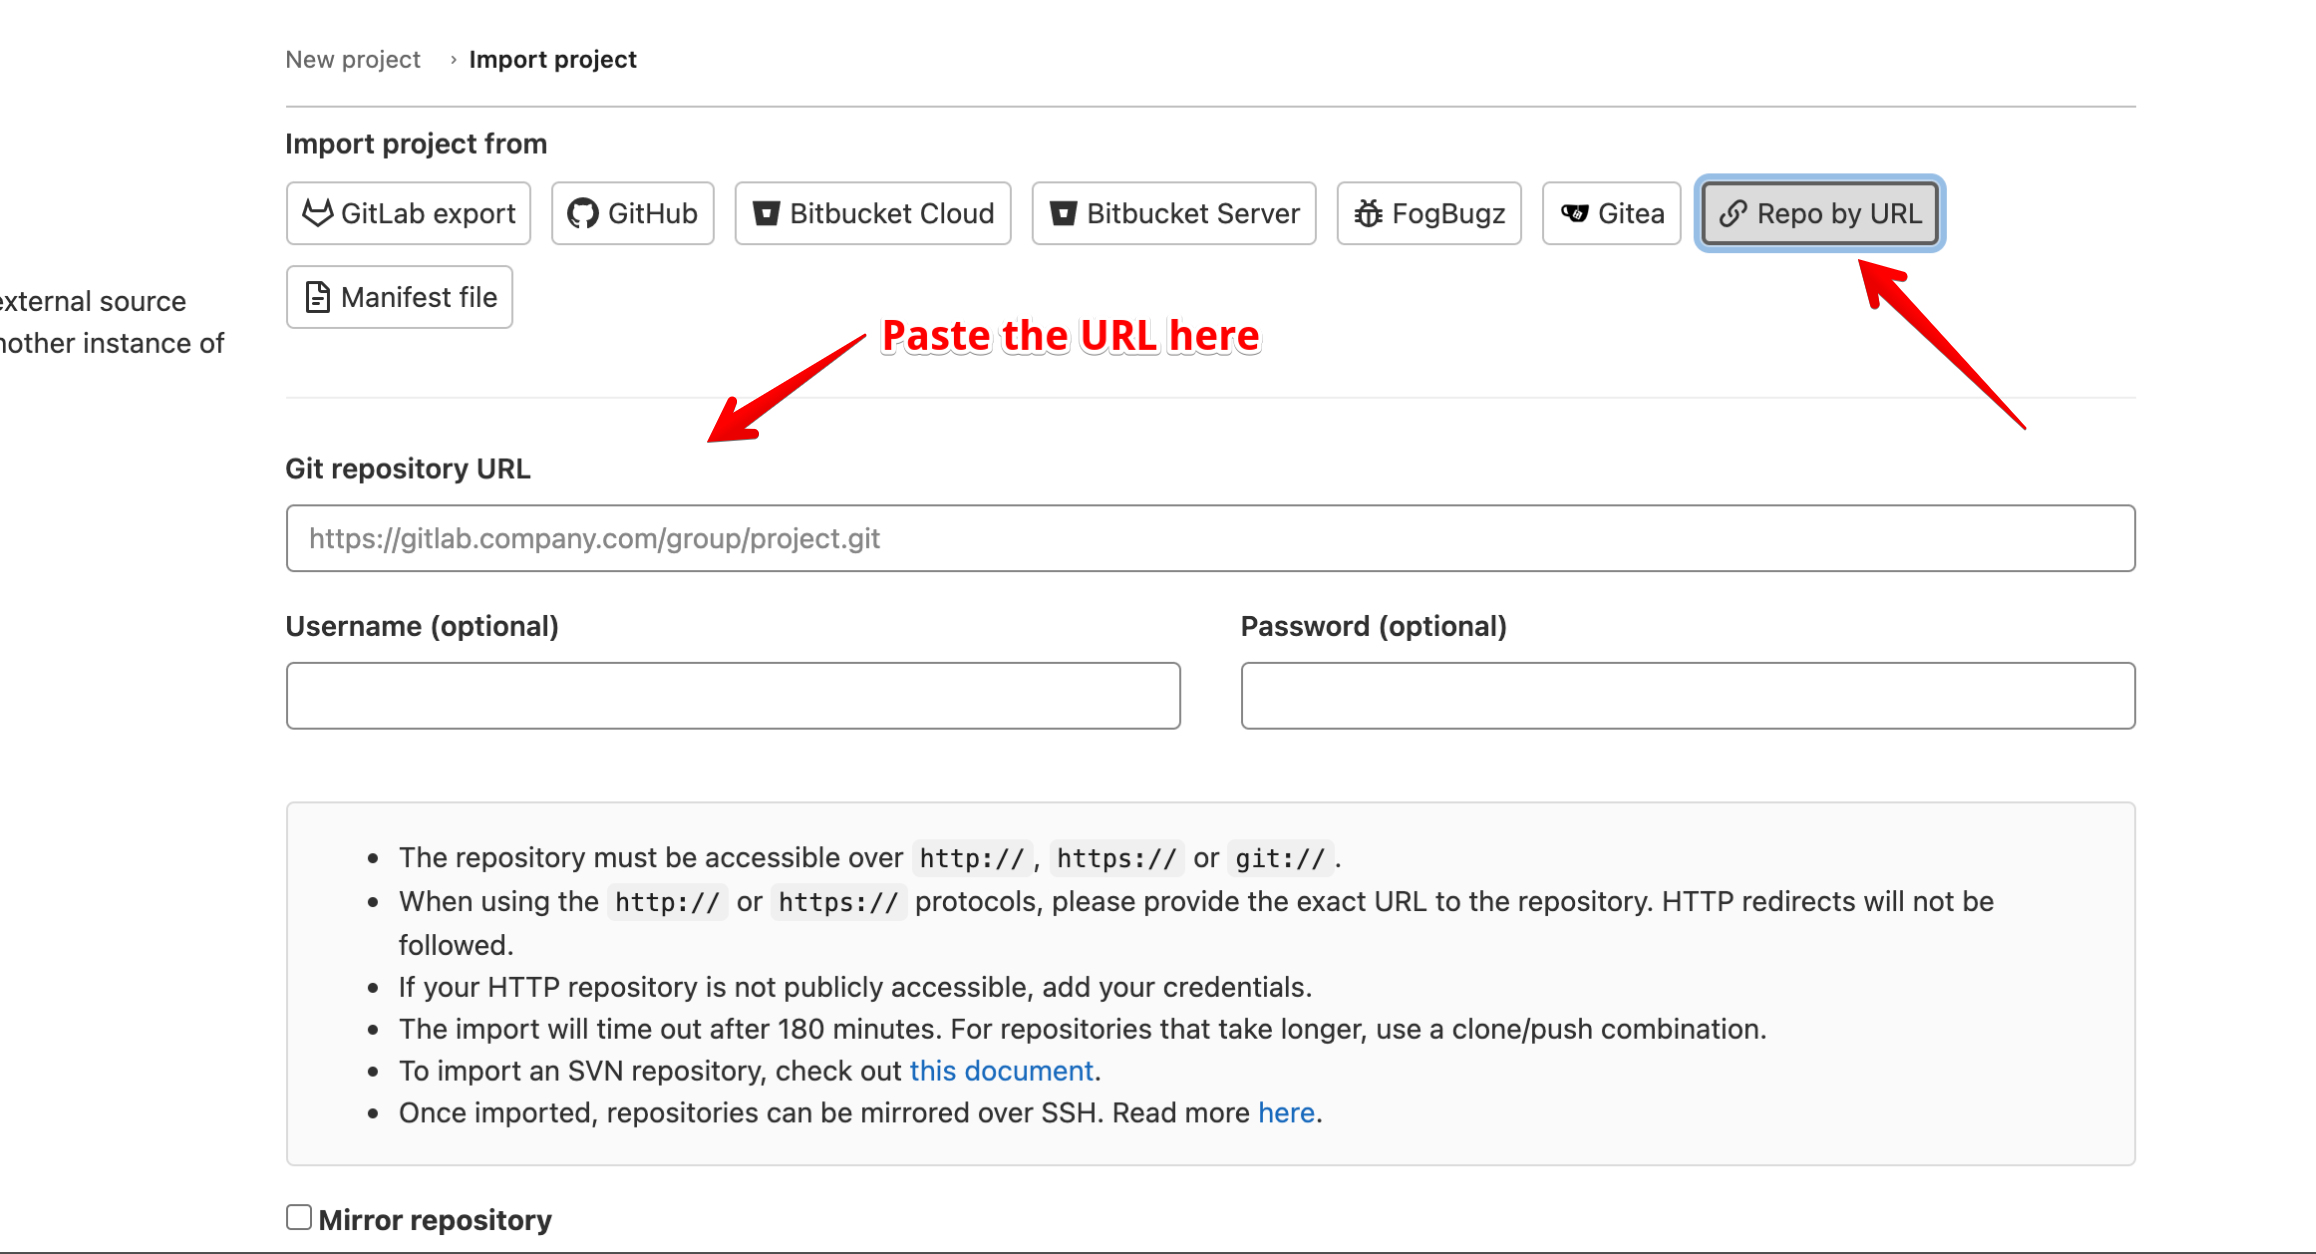 New project › Import project
Import project from
GitLab export GitHub Bitbucket Cloud Bitbucket Server FogBugz Gitea Repo by URL
Manifest file
external source
nother instance of
Paste the URL here
Git repository URL
https://gitlab.company.com/group/project.git
Username (optional) Password (optional)
• The repository must be accessible over http://, https:// or git://.
• When using the http:// or https:// protocols, please provide the exact URL to the repository. HTTP redirects will not be
followed.
• If your HTTP repository is not publicly accessible, add your credentials.
• The import will time out after 180 minutes. For repositories that take longer, use a clone/push combination.
• To import an SVN repository, check out this document.
• Once imported, repositories can be mirrored over SSH. Read more here.
Mirror repository